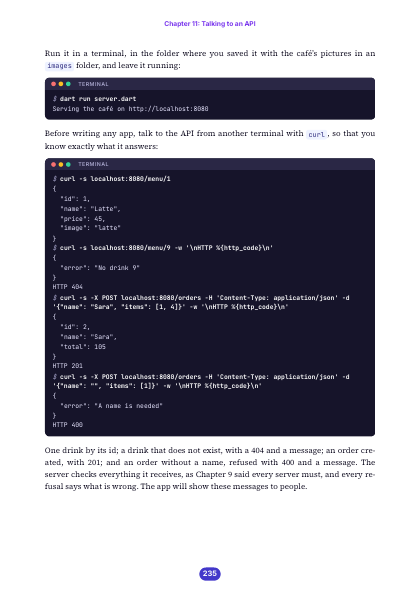 Chapter 11: Talking to an API
Run it in a terminal, in the folder where you saved it with the café's pictures in an
images folder, and leave it running:
TERMINAL
$ dart run server.dart
Serving the café on http://localhost:8080
Before writing any app, talk to the API from another terminal with curl, so that you
know exactly what it answers:
TERMINAL
$ curl -s localhost:8080/menu/1
{
"id": 1,
"name": "Latte",
"price": 45,
"image": "latte"
}
$ curl -s localhost:8080/menu/9 -w '\nHTTP %{http_code}\n'
{
"error": "No drink 9"
}
HTTP 404
$ curl -s -X POST localhost:8080/orders -H 'Content-Type: application/json' -d
'{"name": "Sara", "items": [1, 4]}' -w '\nHTTP %{http_code}\n'
{
"id": 2,
"name": "Sara",
"total": 105
}
HTTP 201
$ curl -s -X POST localhost:8080/orders -H 'Content-Type: application/json' -d
'{"name": "", "items": [1]}' -w '\nHTTP %{http_code}\n'
{
"error": "A name is needed"
}
HTTP 400
One drink by its id; a drink that does not exist, with a 404 and a message; an order cre-
ated, with 201; and an order without a name, refused with 400 and a message. The
server checks everything it receives, as Chapter 9 said every server must, and every re-
fusal says what is wrong. The app will show these messages to people.
235